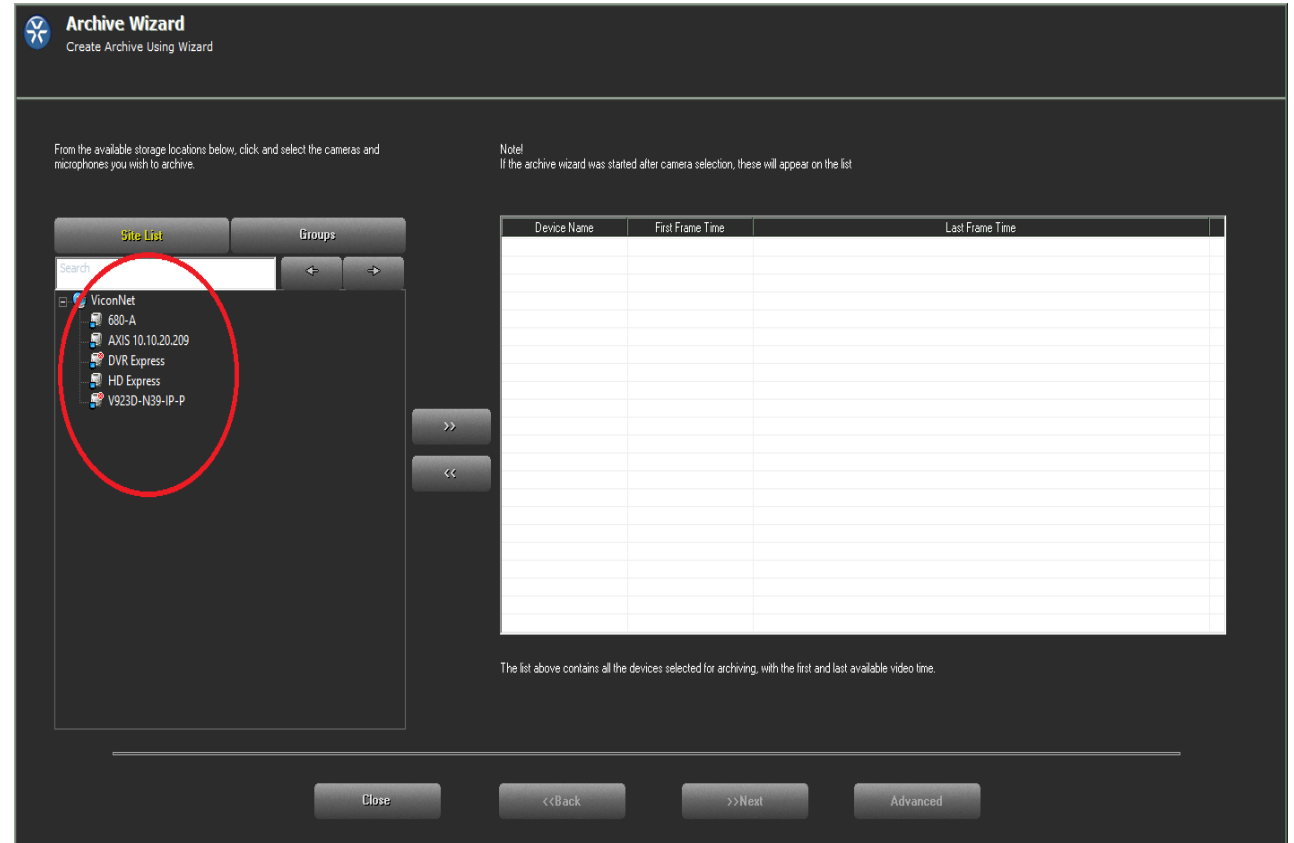 Archive Wizard
Create Archive Using Wizard
From the available storage locations below, click and select the cameras and
microphones you wish to archive.
Note!
If the archive wizard was started after camera selection, these will appear on the list
Site List
Groups
Search
ViconNet
680-A
AXIS 10.10.20.209
DVR Express
HD Express
V923D-N39-IP-P
>>
<<
Device Name First Frame Time Last Frame Time
The list above contains all the devices selected for archiving, with the first and last available video time.
Close
<<Back
>>Next
Advanced